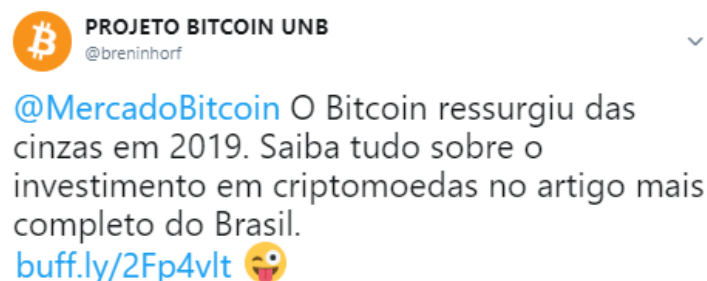 PROJETO BITCOIN UNB
@breninhorf
@MercadoBitcoin O Bitcoin ressurgiu das
cinzas em 2019. Saiba tudo sobre o
investimento em criptomoedas no artigo mais
completo do Brasil.
buff.ly/2Fp4vlt 😜